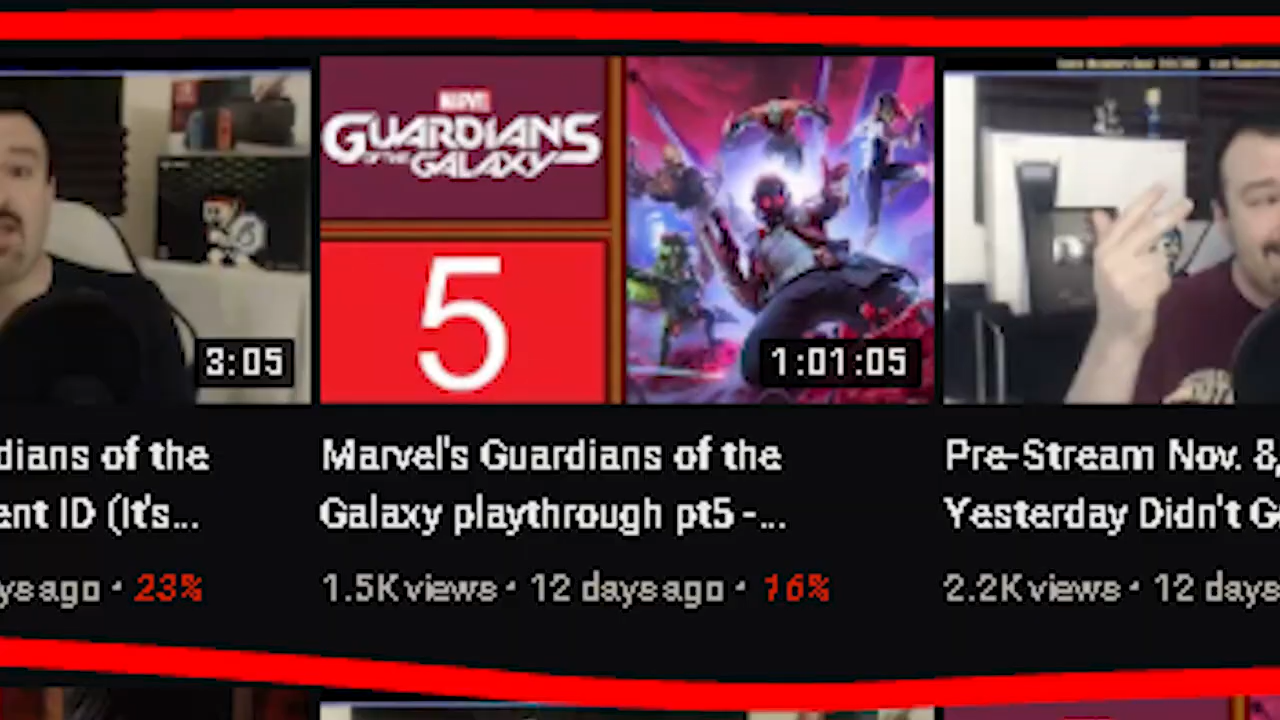 MARVEL
GUARDIANS
OF THE
GALAXY
5
3:05
1:01:05
dians of the
ent ID (It's...
ys ago • 23%
Marvel's Guardians of the
Galaxy playthrough pt5 -...
1.5K views • 12 days ago • 16%
Pre-Stream Nov. 8,
Yesterday Didn't G
2.2K views • 12 days